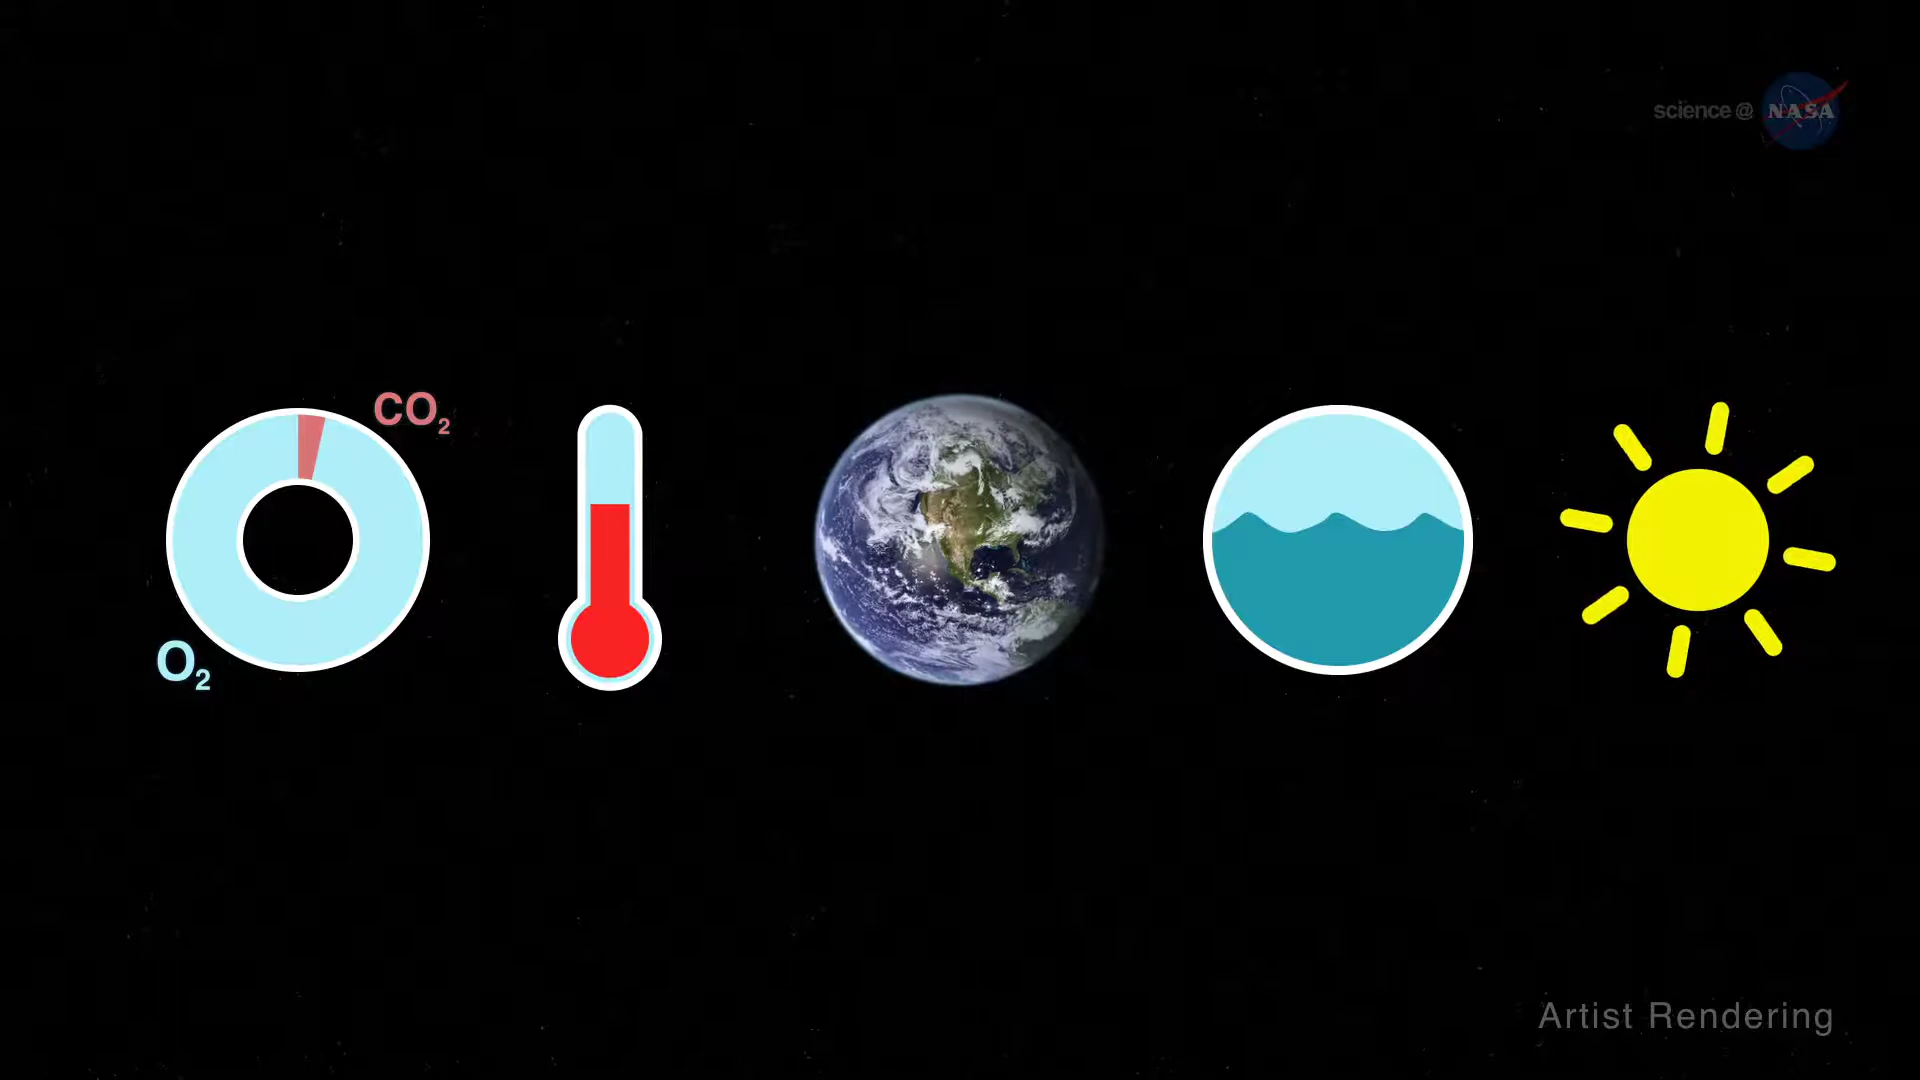 science @ NASA
CO₂
O₂
Artist Rendering